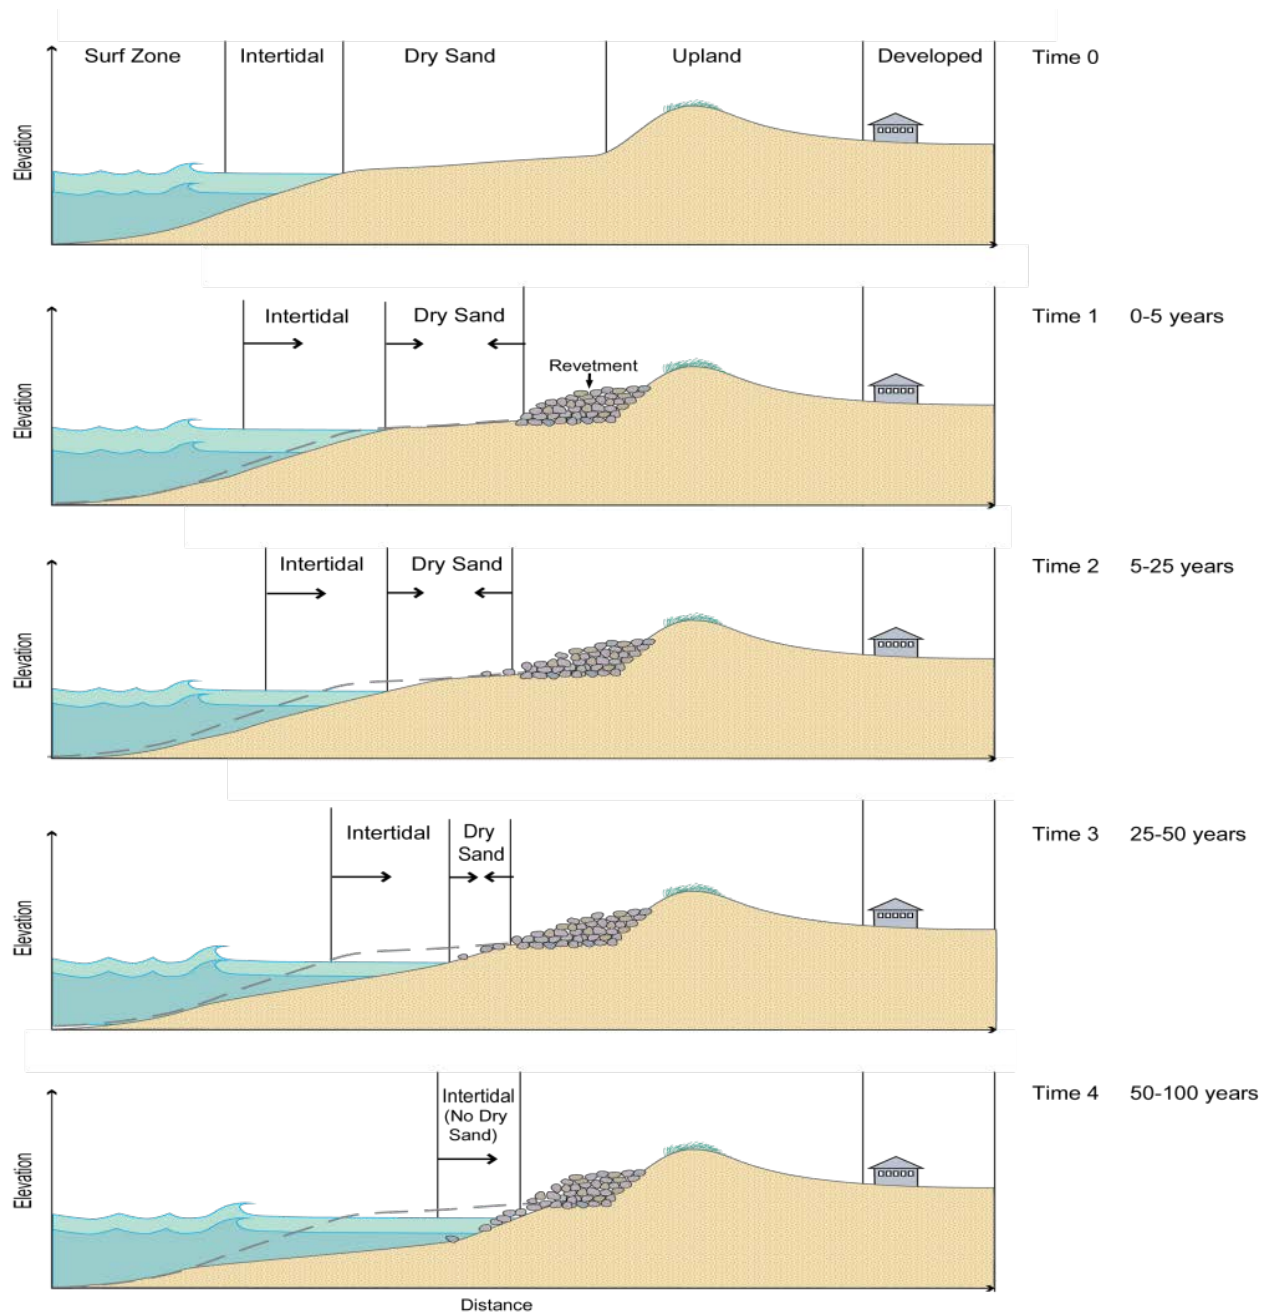 Surf Zone Intertidal Dry Sand Upland Developed Time 0
Elevation
Intertidal Dry Sand Time 1 0-5 years
Revetment
Elevation
Intertidal Dry Sand Time 2 5-25 years
Elevation
Intertidal Dry Time 3 25-50 years
Sand
Elevation
Intertidal Time 4 50-100 years
(No Dry
Sand)
Elevation
Distance